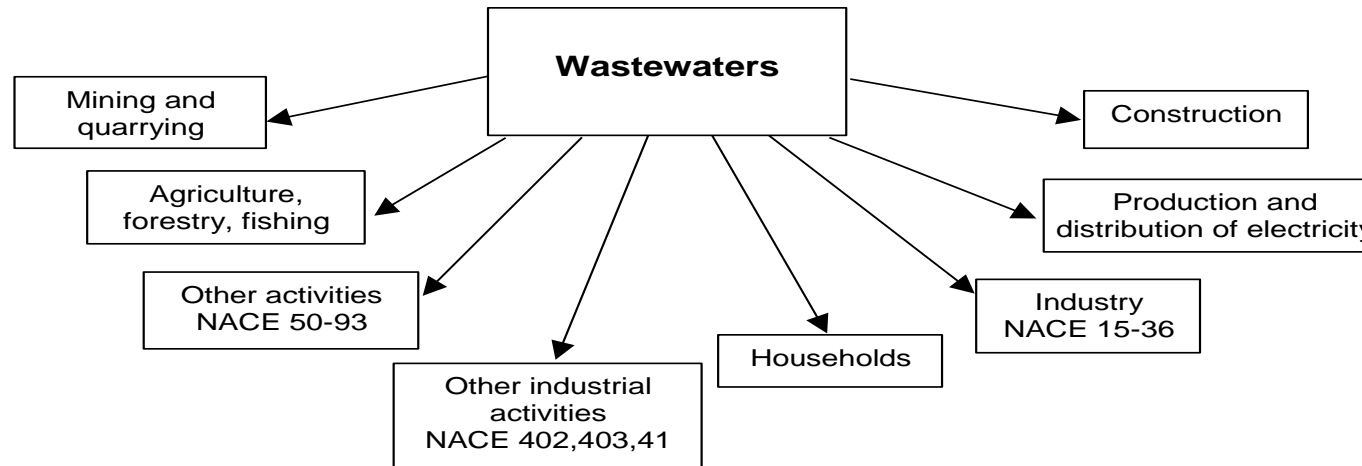 Wastewaters
Mining and
quarrying
Construction
Agriculture,
forestry, fishing
Production and
distribution of electricity
Other activities
NACE 50-93
Industry
NACE 15-36
Households
Other industrial
activities
NACE 402,403,41